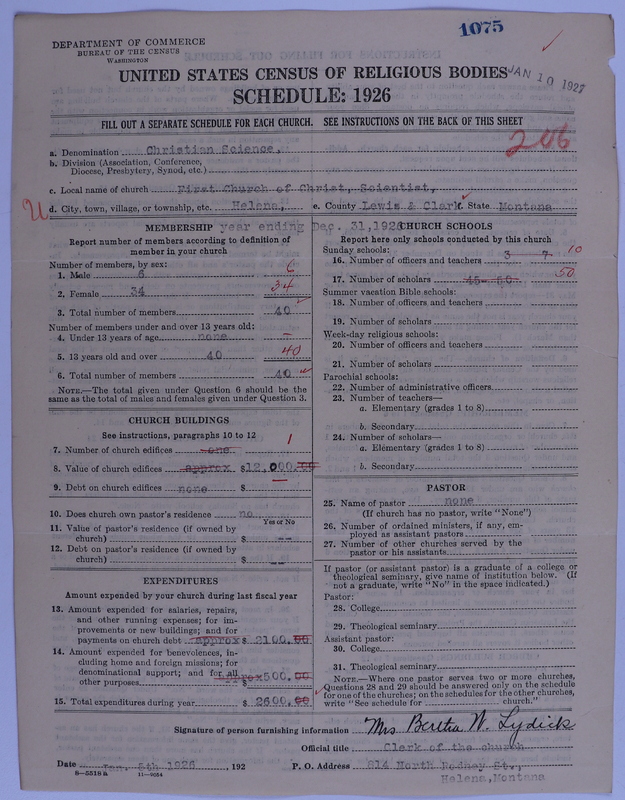 1075
DEPARTMENT OF COMMERCE
BUREAU OF THE CENSUS
WASHINGTON
UNITED STATES CENSUS OF RELIGIOUS BODIES
JAN 10 1927
SCHEDULE: 1926
FILL OUT A SEPARATE SCHEDULE FOR EACH CHURCH. SEE INSTRUCTIONS ON THE BACK OF THIS SHEET
206
a. Denomination Christian Science,
b. Division (Association, Conference,
Diocese, Presbytery, Synod, etc.)
c. Local name of church First Church of Christ, Scientist,
d. City, town, village, or township, etc. Helena, e. County Lewis & Clark State Montana
MEMBERSHIP year ending Dec. 31,1926
Report number of members according to definition of
member in your church
Number of members, by sex:
1. Male 6 6
2. Female 34 34
3. Total number of members 40
Number of members under and over 13 years old:
4. Under 13 years of age none –
5. 13 years old and over 40 40
6. Total number of members 40
NOTE.—The total given under Question 6 should be the
same as the total of males and females given under Question 3.
CHURCH BUILDINGS
See instructions, paragraphs 10 to 12
7. Number of church edifices one 1
8. Value of church edifices approx $12,000.00
9. Debt on church edifices none $
10. Does church own pastor's residence no
Yes or No
11. Value of pastor's residence (if owned by
church) $ --
12. Debt on pastor's residence (if owned by
church) $
EXPENDITURES
Amount expended by your church during last fiscal year
13. Amount expended for salaries, repairs,
and other running expenses; for im-
provements or new buildings; and for
payments on church debt approx $ 2100.00
14. Amount expended for benevolences, in-
cluding home and foreign missions; for
denominational support; and for all
other purposes approx 500.00
15. Total expenditures during year $ 2600.00
CHURCH SCHOOLS
Report here only schools conducted by this church
Sunday schools:
16. Number of officers and teachers 3 7 10
17. Number of scholars 45-50 50
Summer vacation Bible schools:
18. Number of officers and teachers
19. Number of scholars
Week-day religious schools:
20. Number of officers and teachers
21. Number of scholars
Parochial schools:
22. Number of administrative officers
23. Number of teachers—
a. Elementary (grades 1 to 8)
b. Secondary
24. Number of scholars—
a. Elementary (grades 1 to 8)
b. Secondary
PASTOR
25. Name of pastor none
(If church has no pastor, write "None")
26. Number of ordained ministers, if any, em-
ployed as assistant pastors
27. Number of other churches served by the
pastor or his assistants
If pastor (or assistant pastor) is a graduate of a college or
theological seminary, give name of institution below. (If
not a graduate, write "No" in the space indicated.)
Pastor:
28. College
29. Theological seminary
Assistant pastor:
30. College
31. Theological seminary
NOTE.—Where one pastor serves two or more churches,
Questions 28 and 29 should be answered only on the schedule
for one of the churches; on the schedules for the other churches,
write "See schedule for church."
Signature of person furnishing information Mrs Bertha W. Lydick
Official title Clerk of the church
Date Jan. 5th 1926 , 192 P. O. Address 814 North Rodney St.,
8—5518 a 11—9054 Helena, Montana